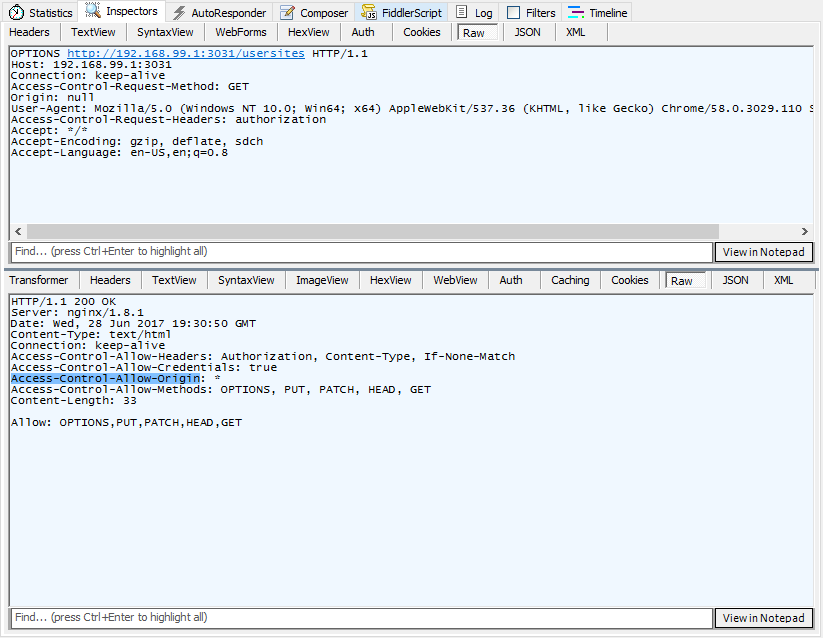 Statistics Inspectors AutoResponder Composer FiddlerScript Log Filters Timeline
Headers TextView SyntaxView WebForms HexView Auth Cookies Raw JSON XML
OPTIONS http://192.168.99.1:3031/usersites HTTP/1.1
Host: 192.168.99.1:3031
Connection: keep-alive
Access-Control-Request-Method: GET
Origin: null
User-Agent: Mozilla/5.0 (Windows NT 10.0; Win64; x64) AppleWebKit/537.36 (KHTML, like Gecko) Chrome/58.0.3029.110 S
Access-Control-Request-Headers: authorization
Accept: */*
Accept-Encoding: gzip, deflate, sdch
Accept-Language: en-US,en;q=0.8
Find... (press Ctrl+Enter to highlight all) View in Notepad
Transformer Headers TextView SyntaxView ImageView HexView WebView Auth Caching Cookies Raw JSON XML
HTTP/1.1 200 OK
Server: nginx/1.8.1
Date: Wed, 28 Jun 2017 19:30:50 GMT
Content-Type: text/html
Connection: keep-alive
Access-Control-Allow-Headers: Authorization, Content-Type, If-None-Match
Access-Control-Allow-Credentials: true
Access-Control-Allow-Origin: *
Access-Control-Allow-Methods: OPTIONS, PUT, PATCH, HEAD, GET
Content-Length: 33
Allow: OPTIONS,PUT,PATCH,HEAD,GET
Find... (press Ctrl+Enter to highlight all) View in Notepad